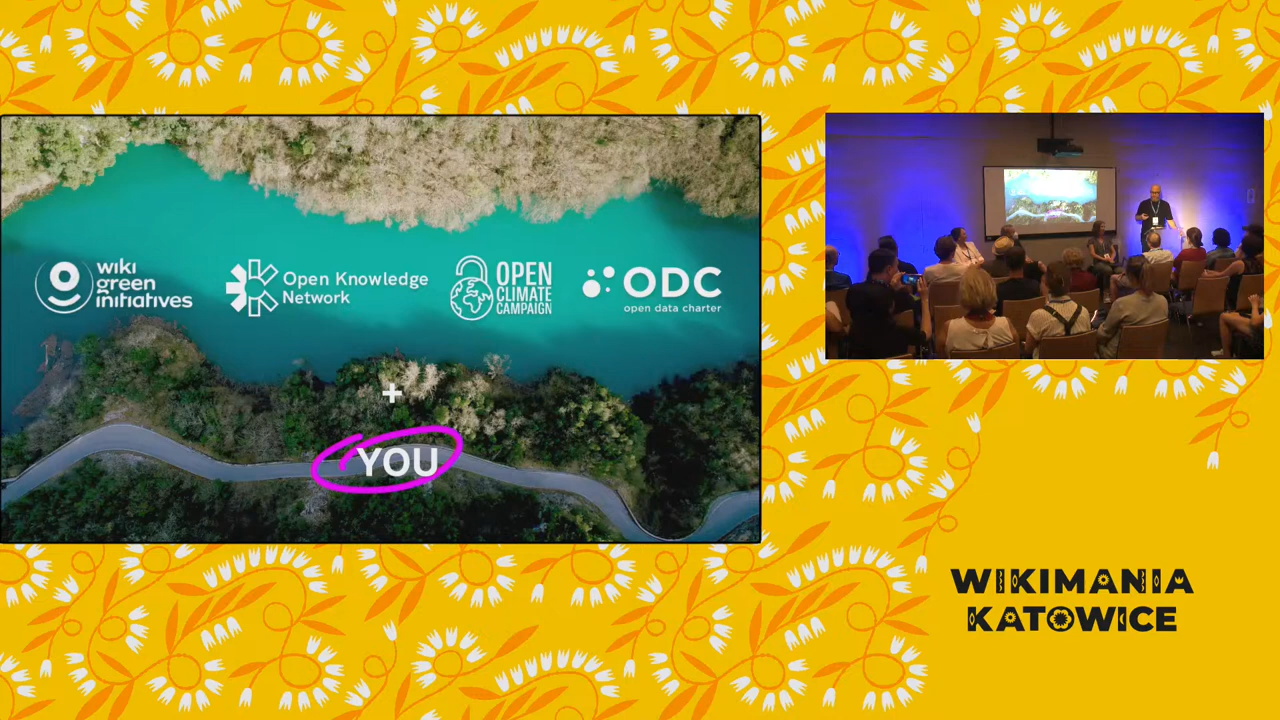 wiki
green
initiatives
Open Knowledge
Network
OPEN
CLIMATE
CAMPAIGN
ODC
open data charter
+
YOU
WIKIMANIA
KATOWICE